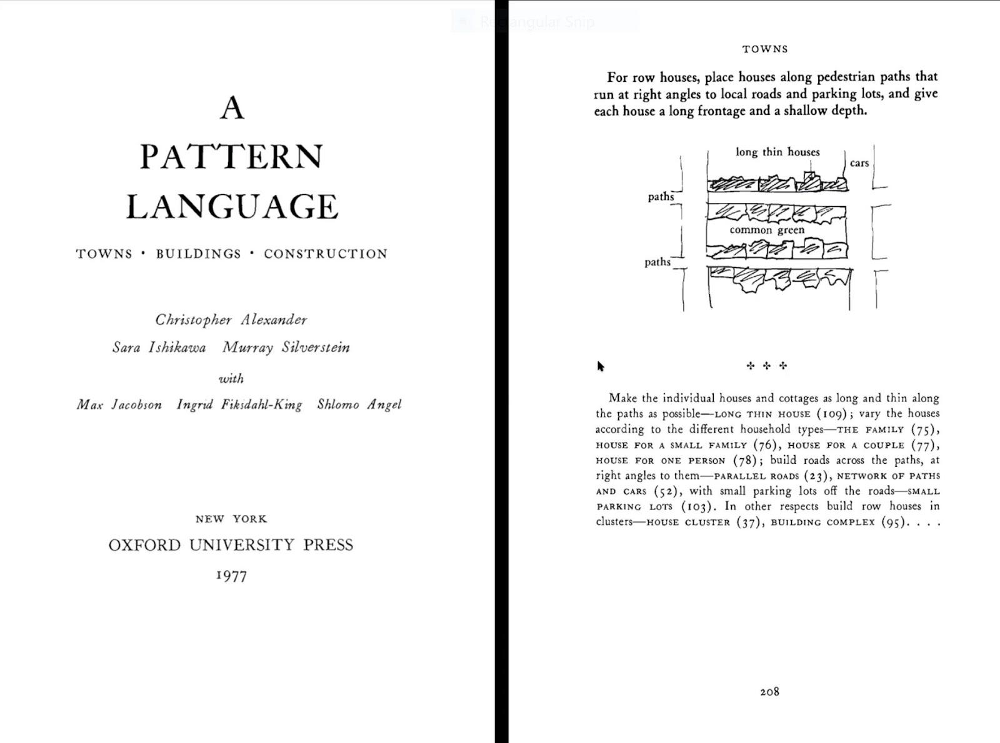 A
PATTERN
LANGUAGE
TOWNS · BUILDINGS · CONSTRUCTION
Christopher Alexander
Sara Ishikawa Murray Silverstein
with
Max Jacobson Ingrid Fiksdahl-King Shlomo Angel
NEW YORK
OXFORD UNIVERSITY PRESS
1977
Rectangular Snip
TOWNS
For row houses, place houses along pedestrian paths that
run at right angles to local roads and parking lots, and give
each house a long frontage and a shallow depth.
long thin houses
cars
paths
common green
paths
Make the individual houses and cottages as long and thin along
the paths as possible—LONG THIN HOUSE (109); vary the houses
according to the different household types—THE FAMILY (75),
HOUSE FOR A SMALL FAMILY (76), HOUSE FOR A COUPLE (77),
HOUSE FOR ONE PERSON (78); build roads across the paths, at
right angles to them—PARALLEL ROADS (23), NETWORK OF PATHS
AND CARS (52), with small parking lots off the roads—SMALL
PARKING LOTS (103). In other respects build row houses in
clusters—HOUSE CLUSTER (37), BUILDING COMPLEX (95). . . .
208